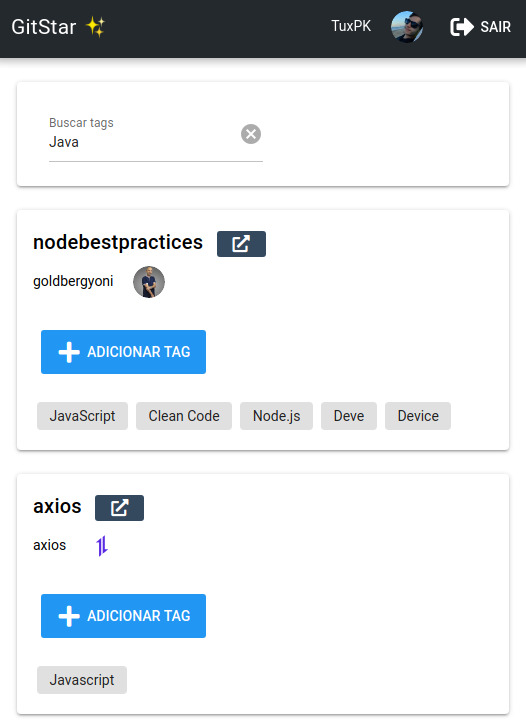 GitStar ✨ TuxPK SAIR
Buscar tags
Java
nodebestpractices
goldbergyoni
ADICIONAR TAG
JavaScript Clean Code Node.js Deve Device
axios
axios
ADICIONAR TAG
Javascript